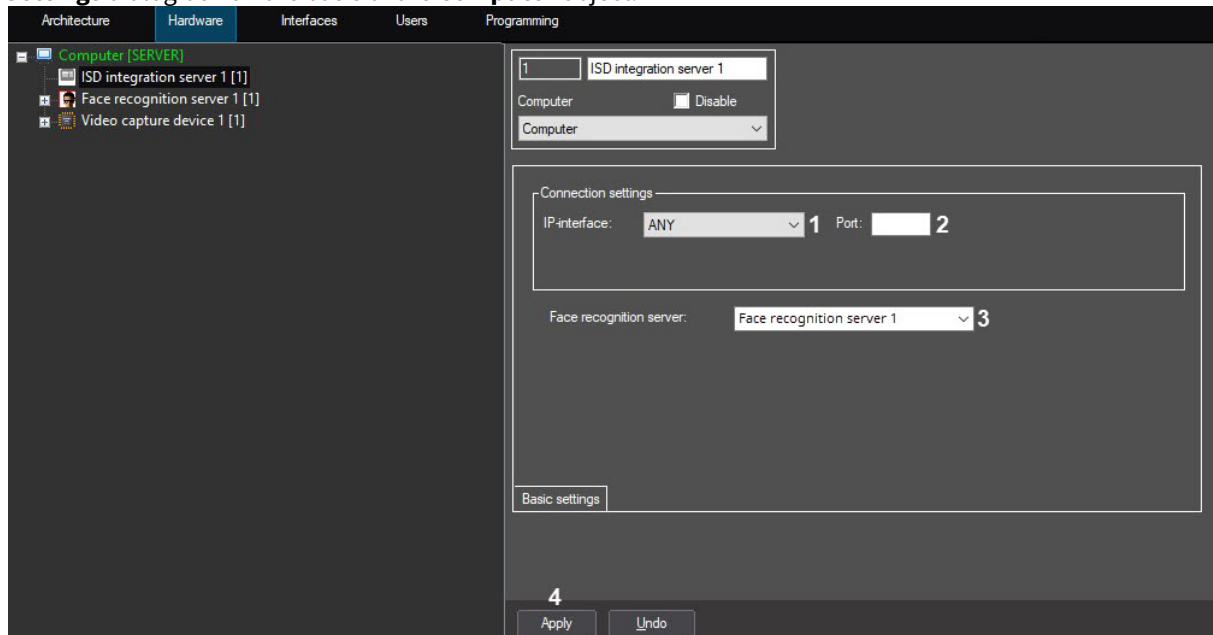 Architecture Hardware Interfaces Users Programming
Computer [SERVER]
ISD integration server 1 [1]
Face recognition server 1 [1]
Video capture device 1 [1]
1 ISD integration server 1
Computer Disable
Computer
Connection settings
IP-interface: ANY 1 Port: 2
Face recognition server: Face recognition server 1 3
Basic settings
4
Apply Undo